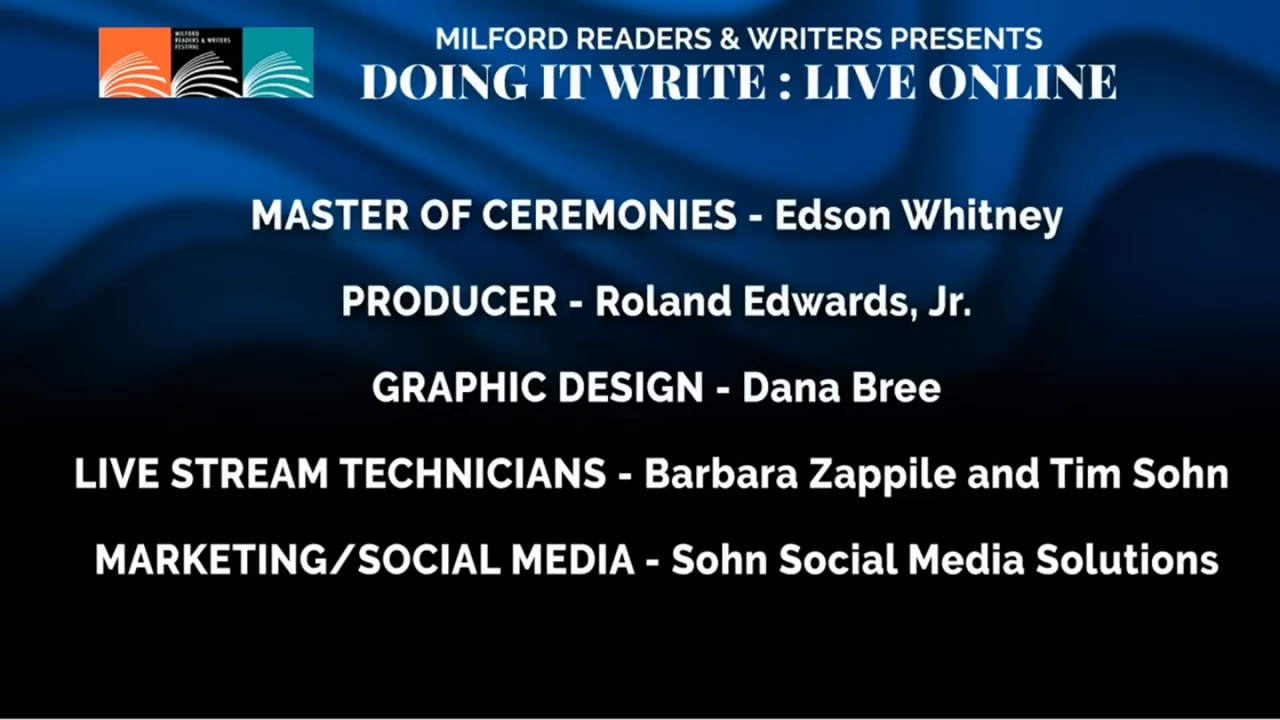 MILFORD
READERS & WRITERS
FESTIVAL
MILFORD READERS & WRITERS PRESENTS
DOING IT WRITE : LIVE ONLINE
MASTER OF CEREMONIES - Edson Whitney
PRODUCER - Roland Edwards, Jr.
GRAPHIC DESIGN - Dana Bree
LIVE STREAM TECHNICIANS - Barbara Zappile and Tim Sohn
MARKETING/SOCIAL MEDIA - Sohn Social Media Solutions